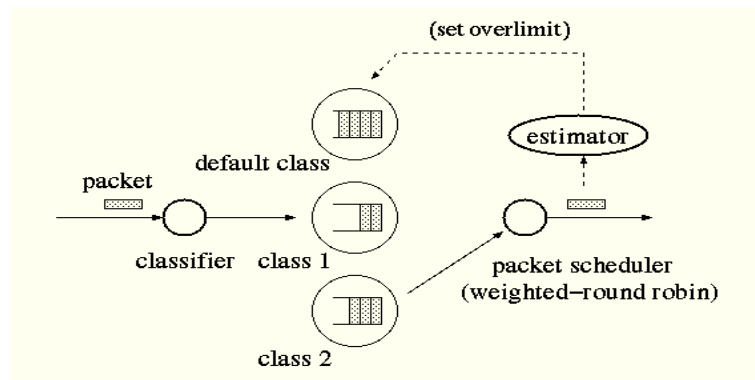 (set overlimit)
estimator
default class
packet
classifier
class 1
packet scheduler
(weighted−round robin)
class 2